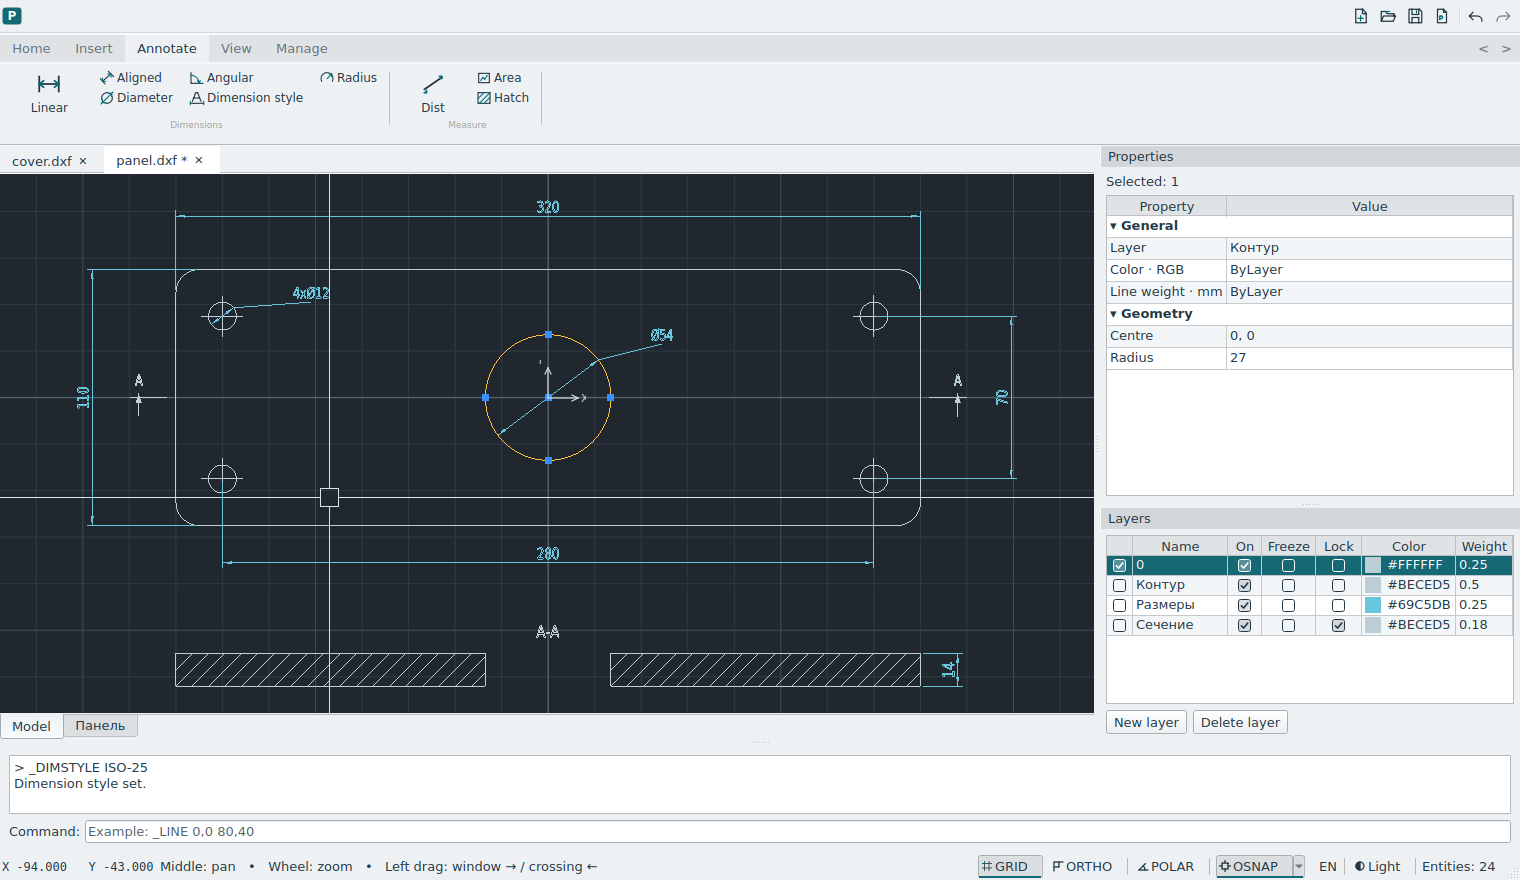 P
Home Insert Annotate View Manage < >
Linear
Aligned
Diameter
Angular
Dimension style
Radius
Dimensions
Dist
Area
Hatch
Measure
cover.dxf ×
panel.dxf * ×
320
4xØ12
Ø54
A
A
110
70
X
280
A-A
14
Model
Панель
Properties
Selected: 1
Property Value
▾ General
Layer Контур
Color · RGB ByLayer
Line weight · mm ByLayer
▾ Geometry
Centre 0, 0
Radius 27
Layers
Name On Freeze Lock Color Weight
0 #FFFFFF 0.25
Контур #BECED5 0.5
Размеры #69C5DB 0.25
Сечение #BECED5 0.18
New layer
Delete layer
> _DIMSTYLE ISO-25
Dimension style set.
Command: Example: _LINE 0,0 80,40
X -94.000 Y -43.000 Middle: pan • Wheel: zoom • Left drag: window → / crossing ←
GRID ORTHO POLAR OSNAP EN Light Entities: 24